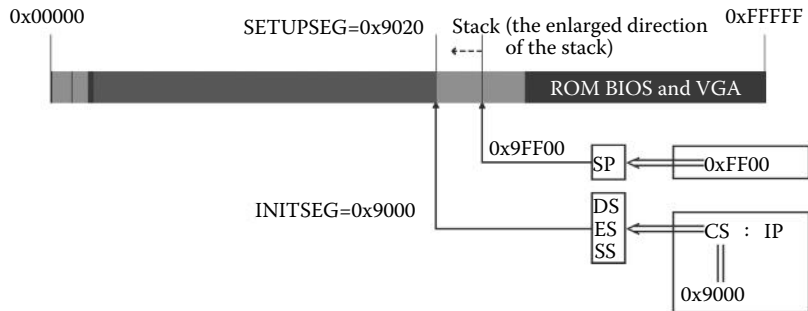 0x00000
SETUPSEG=0x9020
Stack (the enlarged direction
of the stack)
0xFFFFF
ROM BIOS and VGA
0x9FF00
SP
0xFF00
INITSEG=0x9000
DS
ES
SS
CS : IP
0x9000